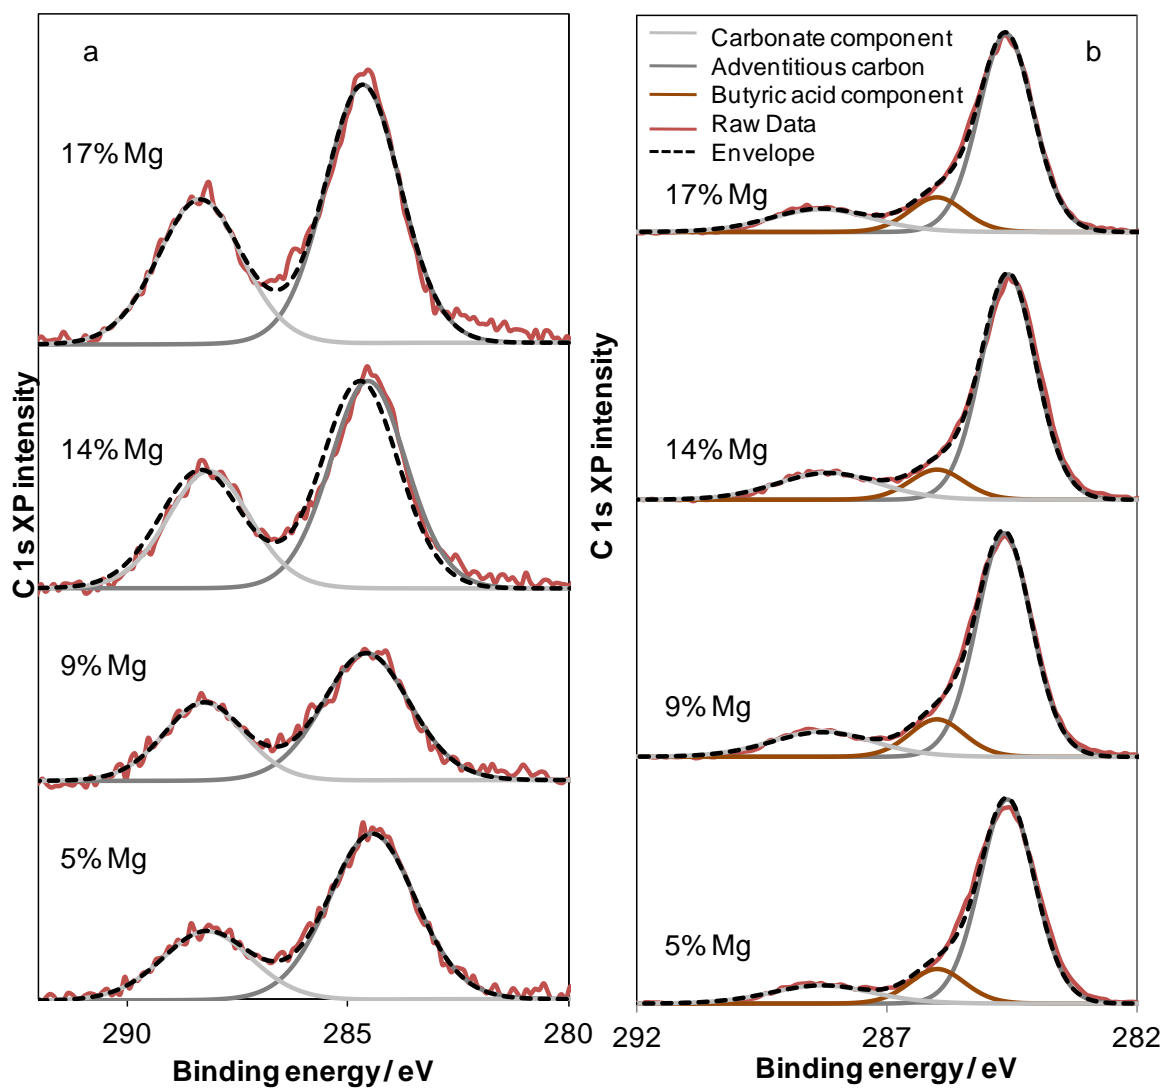 a
17% Mg
14% Mg
9% Mg
5% Mg
C 1s XP intensity
290
285
280
Binding energy / eV
Carbonate component
Adventitious carbon
Butyric acid component
Raw Data
Envelope
b
17% Mg
14% Mg
9% Mg
5% Mg
C 1s XP intensity
292
287
282
Binding energy / eV